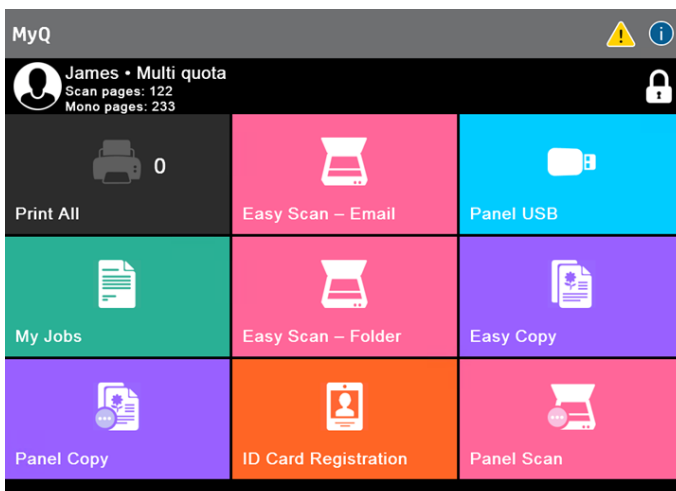 MyQ
James • Multi quota
Scan pages: 122
Mono pages: 233
0
Print All
Easy Scan – Email
Panel USB
My Jobs
Easy Scan – Folder
Easy Copy
Panel Copy
ID Card Registration
Panel Scan